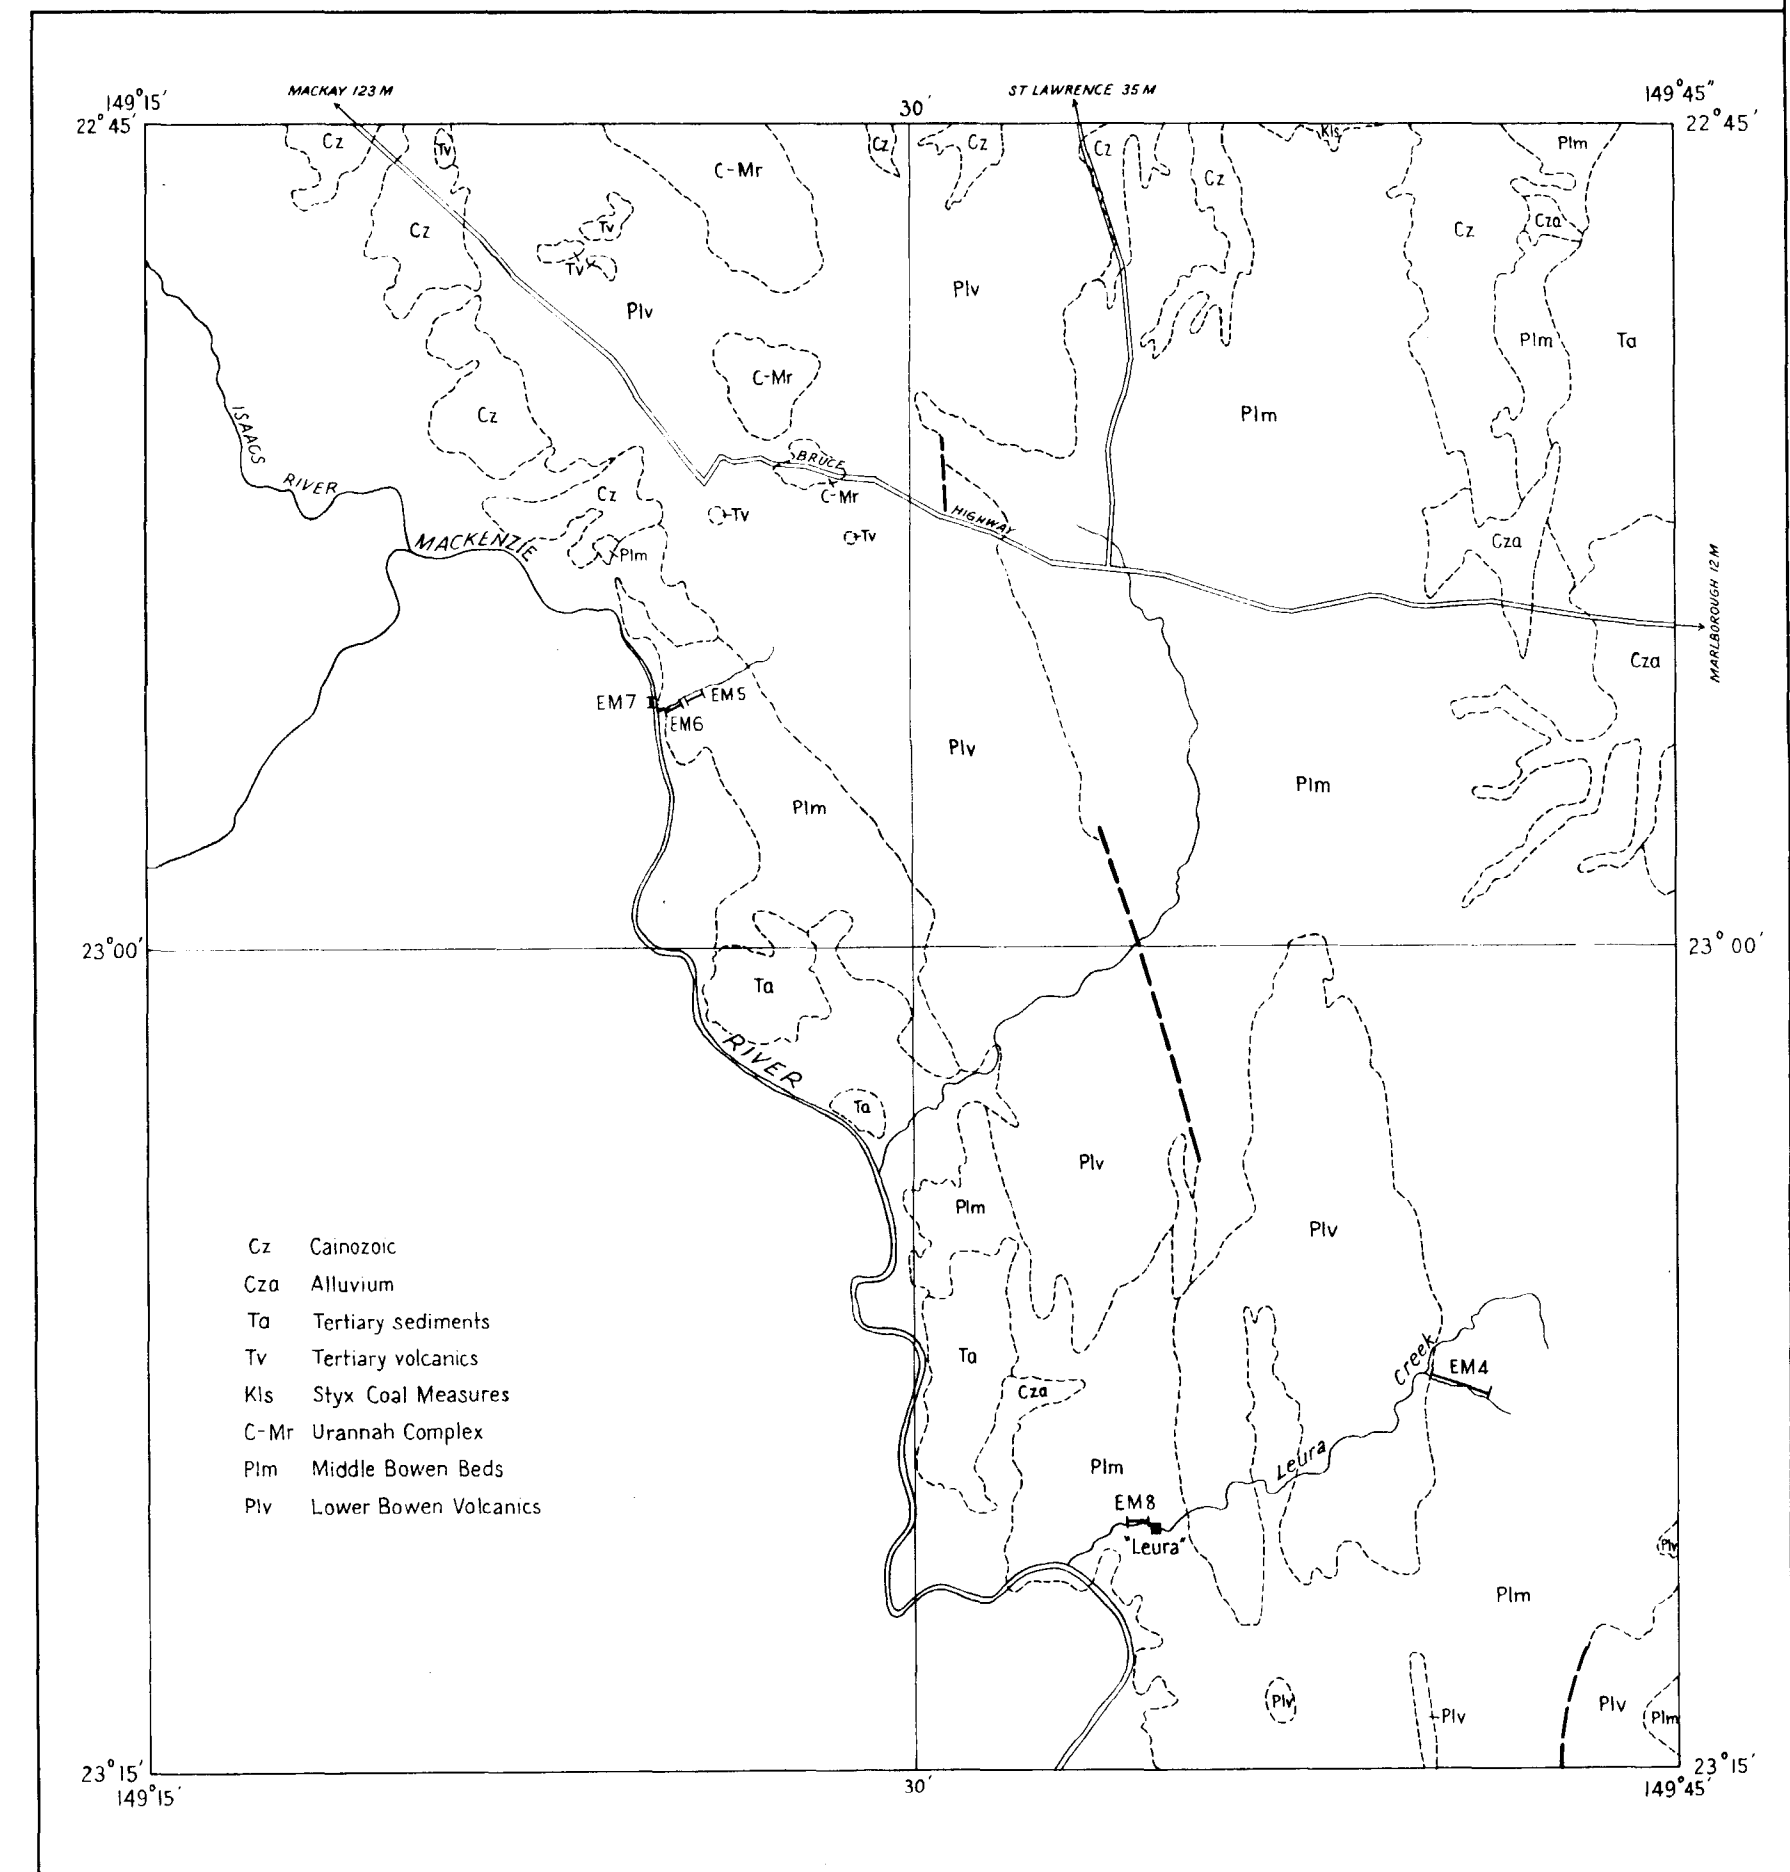 MACKAY 123 M
ST LAWRENCE 35 M
149°15′
30′
149°45″
22°45′
22°45′
Cz
Tv
C-Mr
Cz
Cz
Cz
Kls
Plm
Cz
Cz
Tv
Cz
Cza
Tv
Plv
Plv
Plm
Ta
C-Mr
Cz
Plm
ISAACS
RIVER
BRUCE
C-Mr
Cz
Tv
HIGHWAY
Tv
MACKENZIE
Plm
Cza
MARLBOROUGH 12 M
Cza
EM7
EM5
EM6
Plv
Plm
Plm
23°00′
23°00′
Ta
RIVER
Ta
Plv
Plm
Plv
Cz Cainozoic
Cza Alluvium
Ta Tertiary sediments
Tv Tertiary volcanics
Kls Styx Coal Measures
C-Mr Urannah Complex
Plm Middle Bowen Beds
Plv Lower Bowen Volcanics
Ta
Creek
EM4
Cza
Leura
Plm
EM8
"Leura"
Plv
Plm
Plv
Plv
Plv
Plm
23°15′
23°15′
149°15′
30′
149°45′